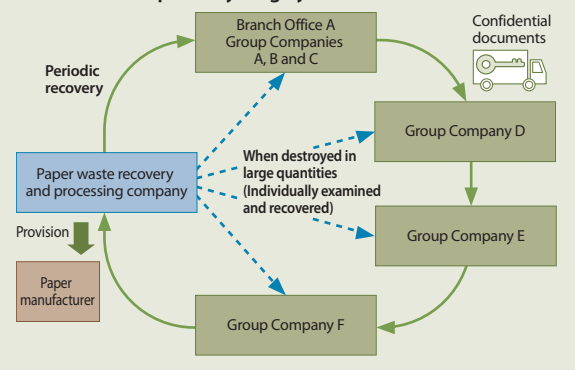 Branch Office A
Group Companies
A, B and C
Confidential
documents
Periodic
recovery
Group Company D
When destroyed in
large quantities
(Individually examined
and recovered)
Paper waste recovery
and processing company
Provision
Group Company E
Paper
manufacturer
Group Company F